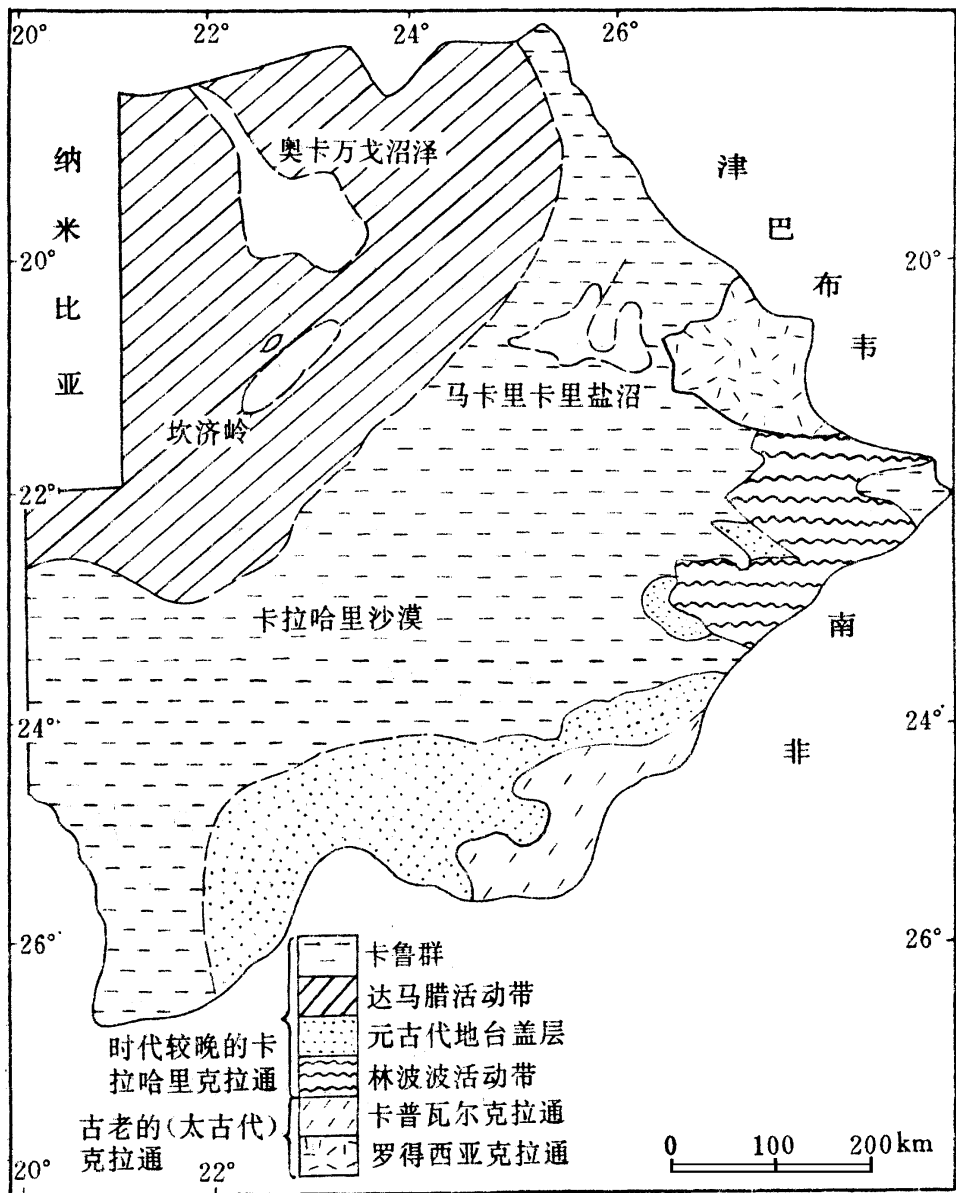 20° 22° 24° 26°
纳米比亚
奥卡万戈沼泽
津巴布韦
20° 20°
马卡里卡里盐沼
坎济岭
22°
卡拉哈里沙漠
南非
24° 24°
26° 26°
卡鲁群
达马腊活动带
元古代地台盖层
时代较晚的卡
拉哈里克拉通
林波波活动带
卡普瓦尔克拉通
古老的(太古代)
克拉通
罗得西亚克拉通
0 100 200 km
20° 22°